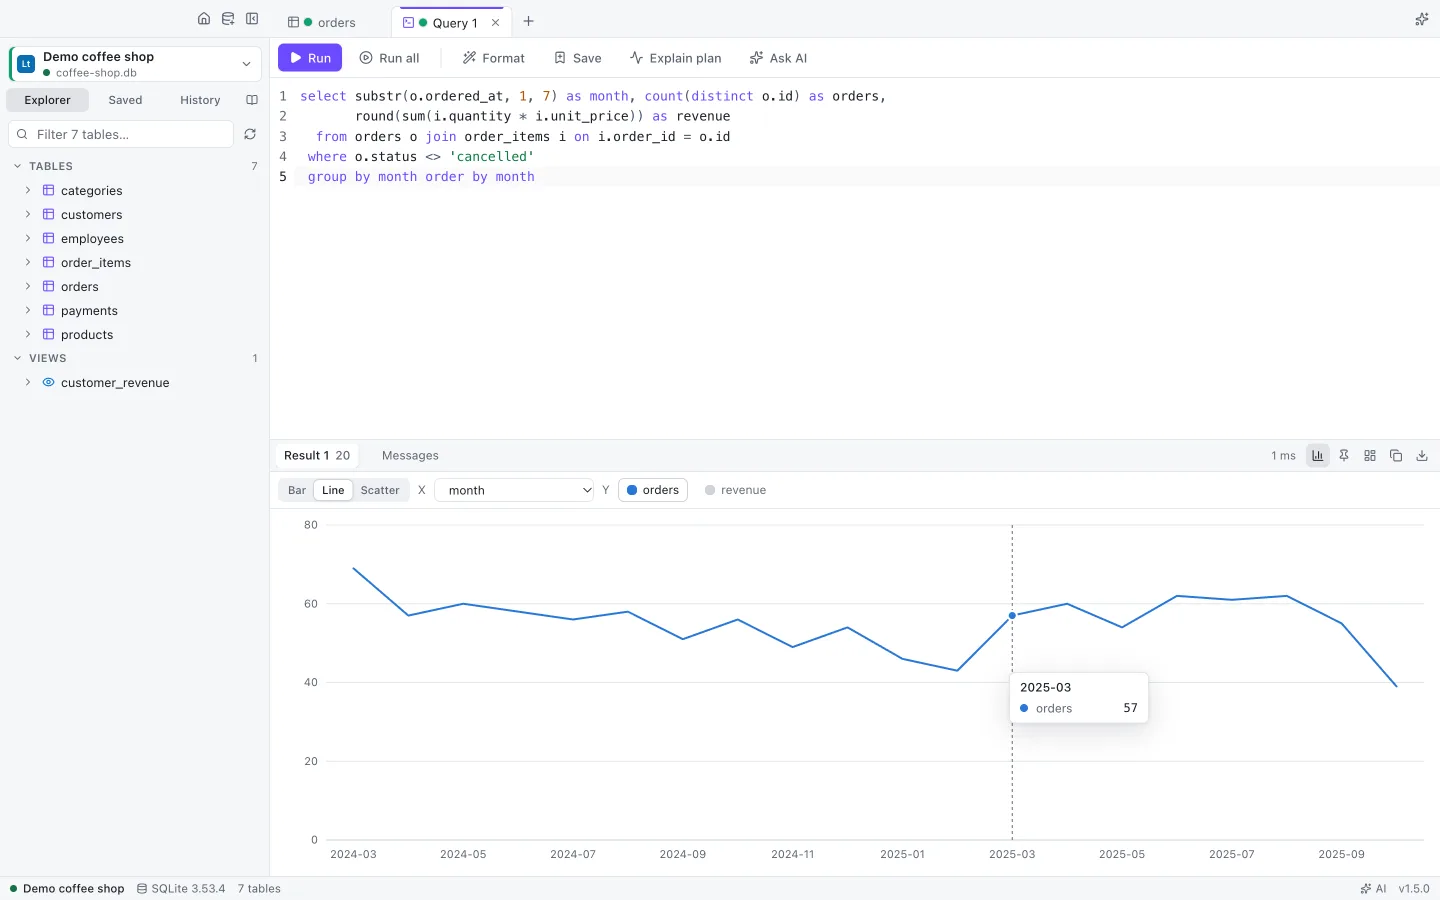 orders
Query 1
Lt
Demo coffee shop
coffee-shop.db
Run
Run all
Format
Save
Explain plan
Ask AI
Explorer
Saved
History
Filter 7 tables...
TABLES 7
categories
customers
employees
order_items
orders
payments
products
VIEWS 1
customer_revenue
1 select substr(o.ordered_at, 1, 7) as month, count(distinct o.id) as orders,
2 round(sum(i.quantity * i.unit_price)) as revenue
3 from orders o join order_items i on i.order_id = o.id
4 where o.status <> 'cancelled'
5 group by month order by month
Result 1 20
Messages
1 ms
Bar
Line
Scatter
X
month
Y
orders
revenue
80
60
40
20
0
2025-03
orders 57
2024-03
2024-05
2024-07
2024-09
2024-11
2025-01
2025-03
2025-05
2025-07
2025-09
Demo coffee shop
SQLite 3.53.4
7 tables
AI
v1.5.0